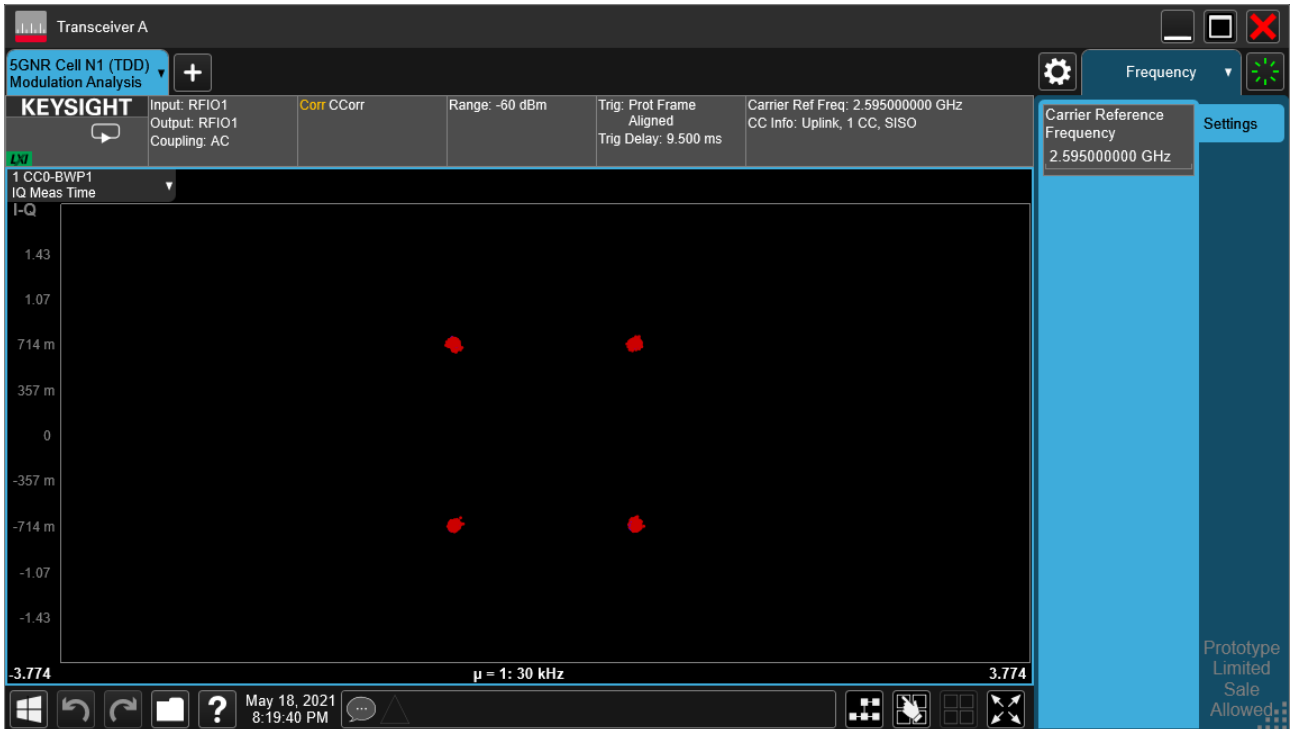 Transceiver A
5GNR Cell N1 (TDD)
Modulation Analysis
+
Frequency
KEYSIGHT
LXI
Input: RFIO1
Output: RFIO1
Coupling: AC
Corr CCorr
Range: -60 dBm
Trig: Prot Frame
Aligned
Trig Delay: 9.500 ms
Carrier Ref Freq: 2.595000000 GHz
CC Info: Uplink, 1 CC, SISO
Carrier Reference
Frequency
2.595000000 GHz
Settings
1 CC0-BWP1
IQ Meas Time
I-Q
1.43
1.07
714 m
357 m
0
-357 m
-714 m
-1.07
-1.43
-3.774
μ = 1: 30 kHz
3.774
?
May 18, 2021
8:19:40 PM
Prototype
Limited
Sale
Allowed